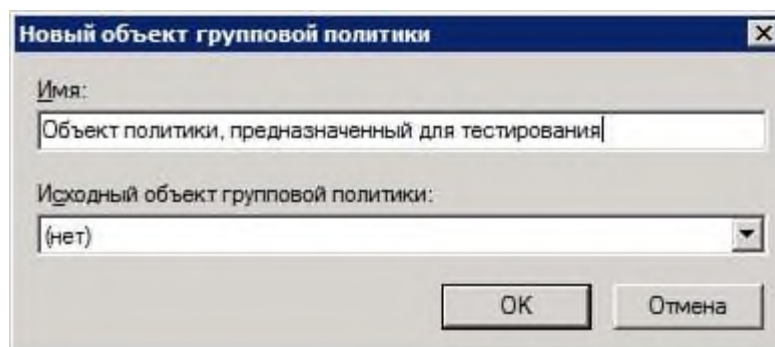 Новый объект групповой политики
Имя:
Объект политики, предназначенный для тестирования
Исходный объект групповой политики:
(нет)
OK
Отмена